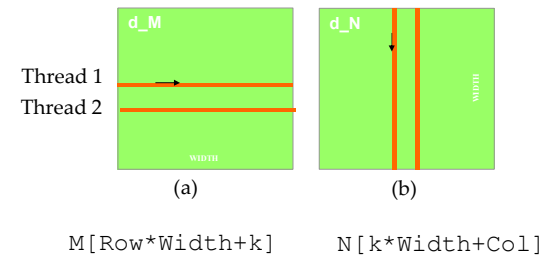 d_M
d_N
Thread 1
Thread 2
WIDTH
WIDTH
(a)
(b)
M[Row*Width+k]
N[k*Width+Col]